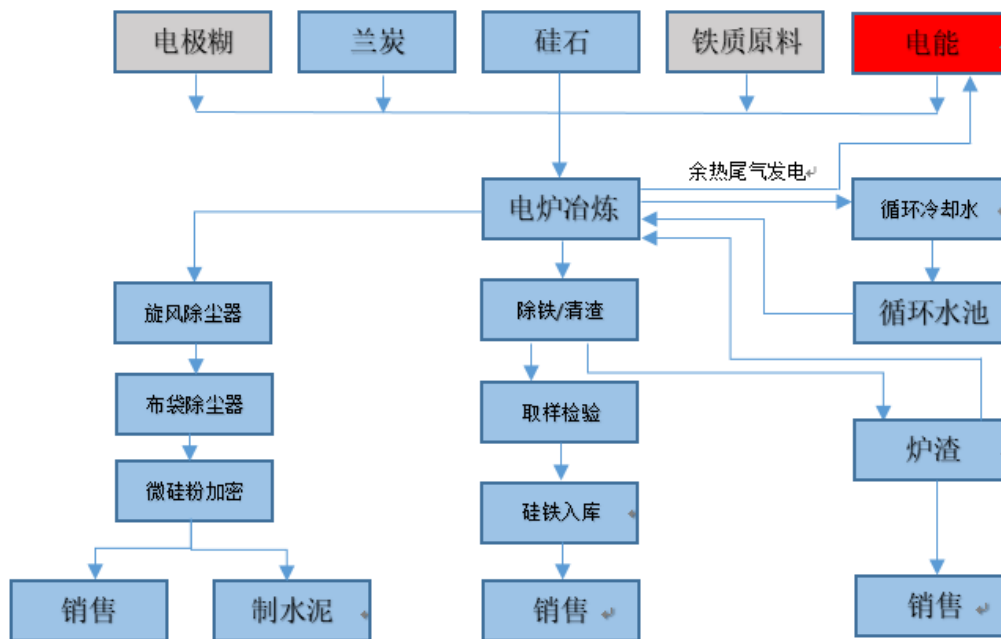 电极糊
兰炭
硅石
铁质原料
电能
余热尾气发电
电炉冶炼
循环冷却水
旋风除尘器
除铁/清渣
循环水池
布袋除尘器
取样检验
炉渣
微硅粉加密
硅铁入库
销售
制水泥
销售
销售